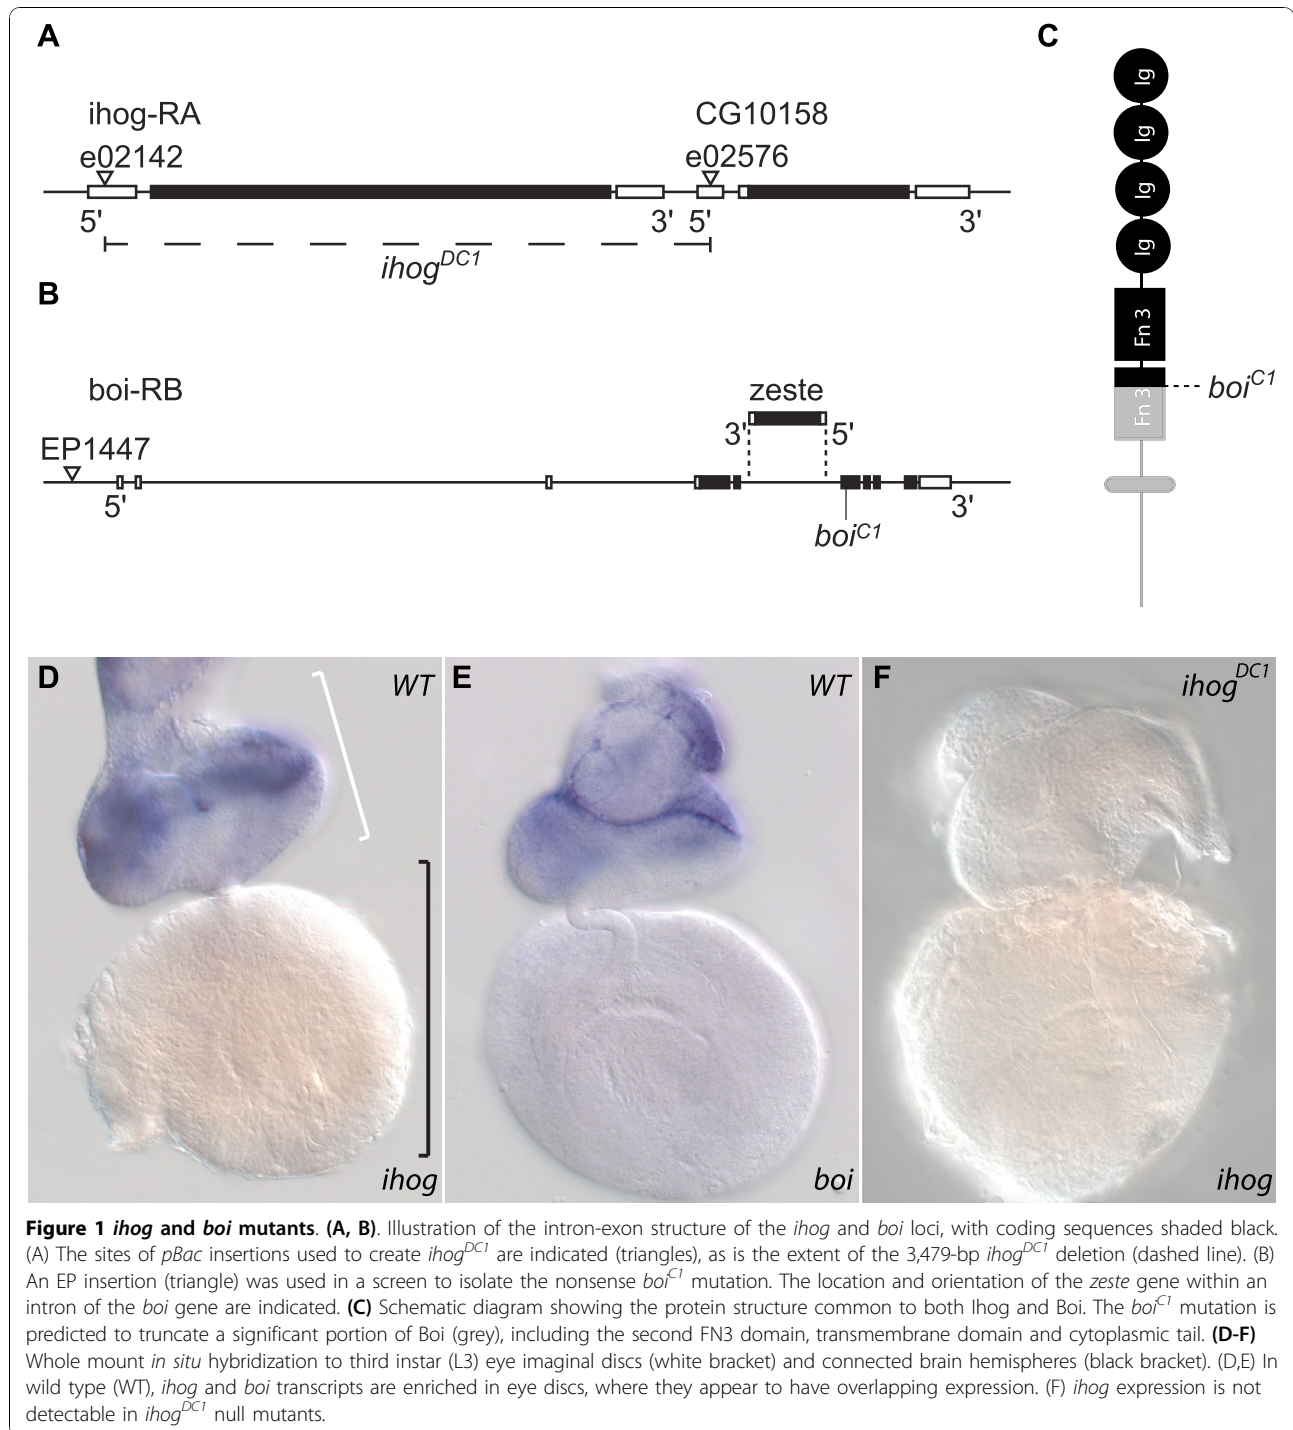 A
ihog-RA
CG10158
e02142
e02576
5'
3'
5'
3'
ihogDC1
B
boi-RB
zeste
3'
5'
EP1447
5'
3'
boiC1
C
Ig
Ig
Ig
Ig
Fn 3
Fn 3
boiC1
D
WT
ihog
E
WT
boi
F
ihogDC1
ihog
Figure 1 ihog and boi mutants. (A, B). Illustration of the intron-exon structure of the ihog and boi loci, with coding sequences shaded black.
(A) The sites of pBac insertions used to create ihogDC1 are indicated (triangles), as is the extent of the 3,479-bp ihogDC1 deletion (dashed line). (B)
An EP insertion (triangle) was used in a screen to isolate the nonsense boiC1 mutation. The location and orientation of the zeste gene within an
intron of the boi gene are indicated. (C) Schematic diagram showing the protein structure common to both Ihog and Boi. The boiC1 mutation is
predicted to truncate a significant portion of Boi (grey), including the second FN3 domain, transmembrane domain and cytoplasmic tail. (D-F)
Whole mount in situ hybridization to third instar (L3) eye imaginal discs (white bracket) and connected brain hemispheres (black bracket). (D,E) In
wild type (WT), ihog and boi transcripts are enriched in eye discs, where they appear to have overlapping expression. (F) ihog expression is not
detectable in ihogDC1 null mutants.